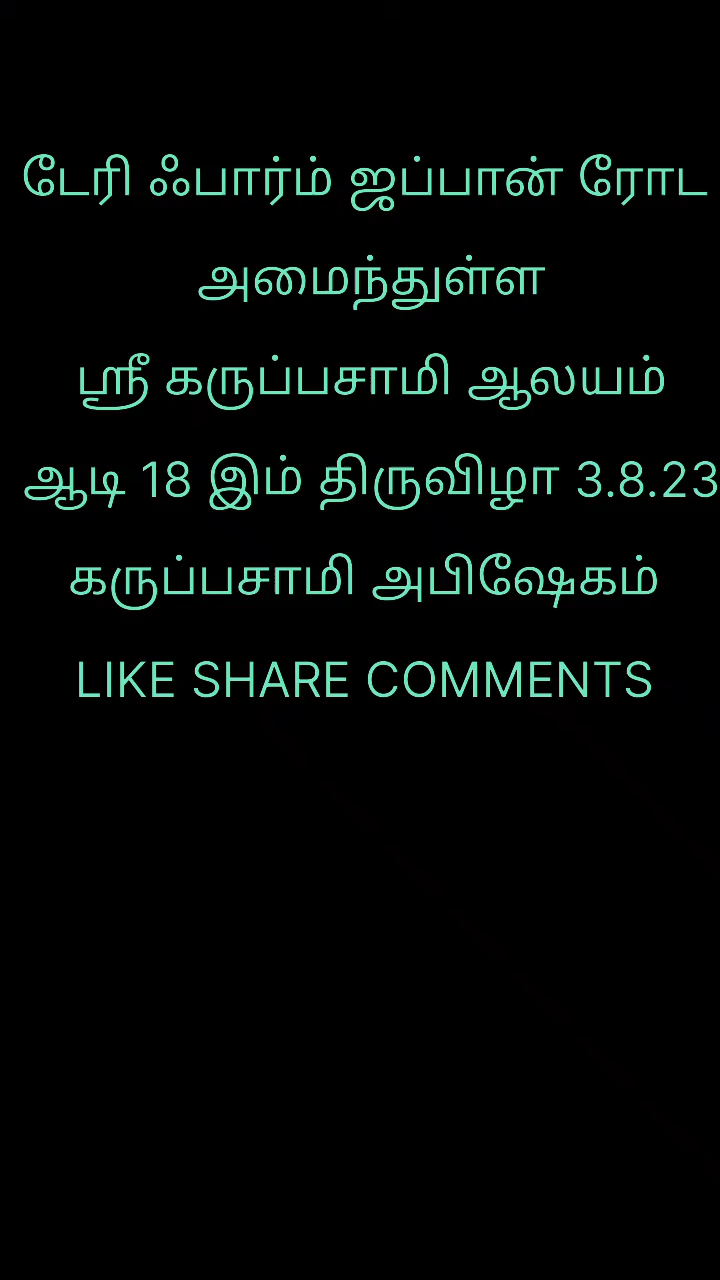 டேரி ஃபார்ம் ஜப்பான் ரோட
அமைந்துள்ள
ஸ்ரீ கருப்பசாமி ஆலயம்
ஆடி 18 இம் திருவிழா 3.8.23
கருப்பசாமி அபிஷேகம்
LIKE SHARE COMMENTS